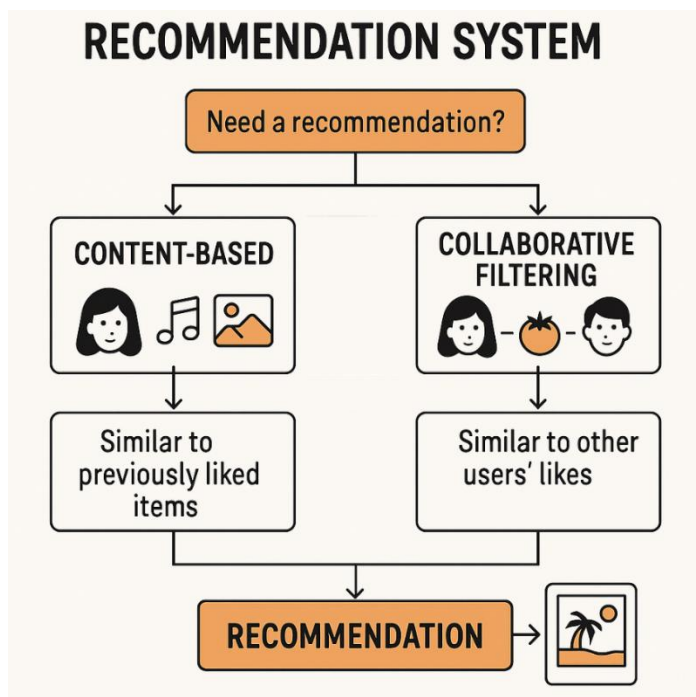 RECOMMENDATION SYSTEM
Need a recommendation?
CONTENT-BASED
COLLABORATIVE
FILTERING
Similar to
previously liked
items
Similar to other
users' likes
RECOMMENDATION